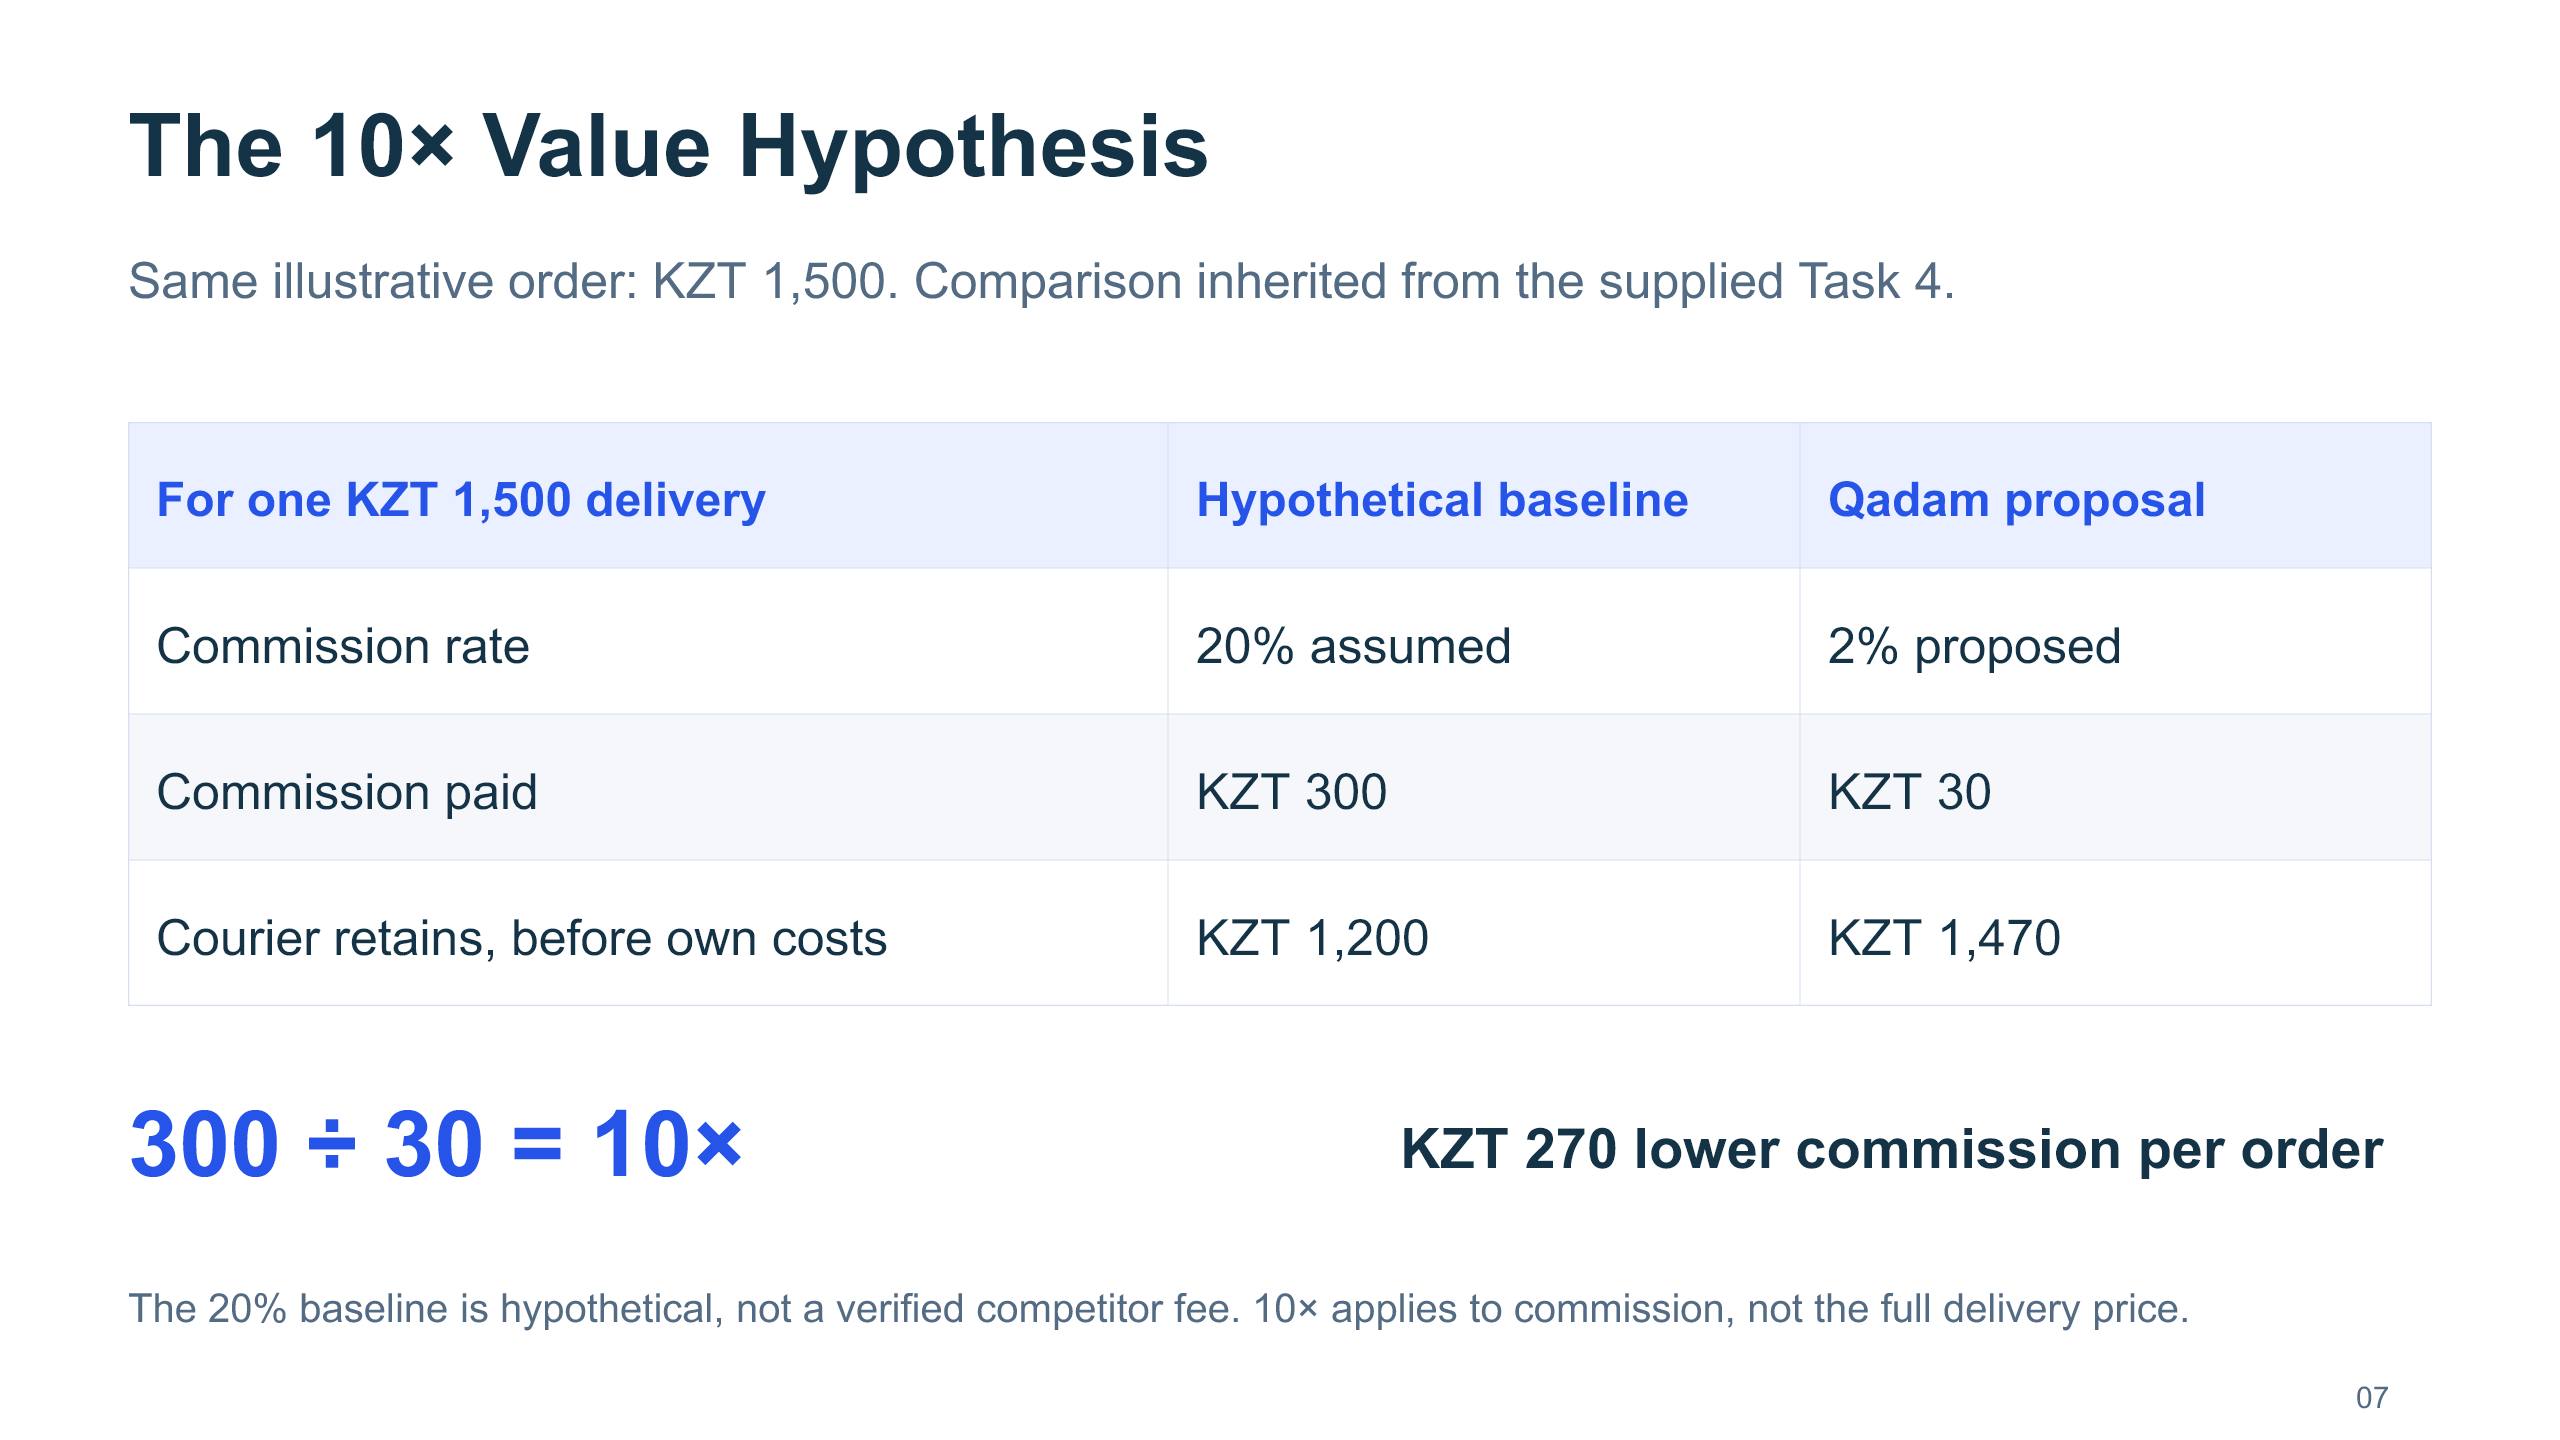 The 10× Value Hypothesis
Same illustrative order: KZT 1,500. Comparison inherited from the supplied Task 4.
For one KZT 1,500 delivery Hypothetical baseline Qadam proposal
Commission rate 20% assumed 2% proposed
Commission paid KZT 300 KZT 30
Courier retains, before own costs KZT 1,200 KZT 1,470
300 ÷ 30 = 10× KZT 270 lower commission per order
The 20% baseline is hypothetical, not a verified competitor fee. 10× applies to commission, not the full delivery price.
07